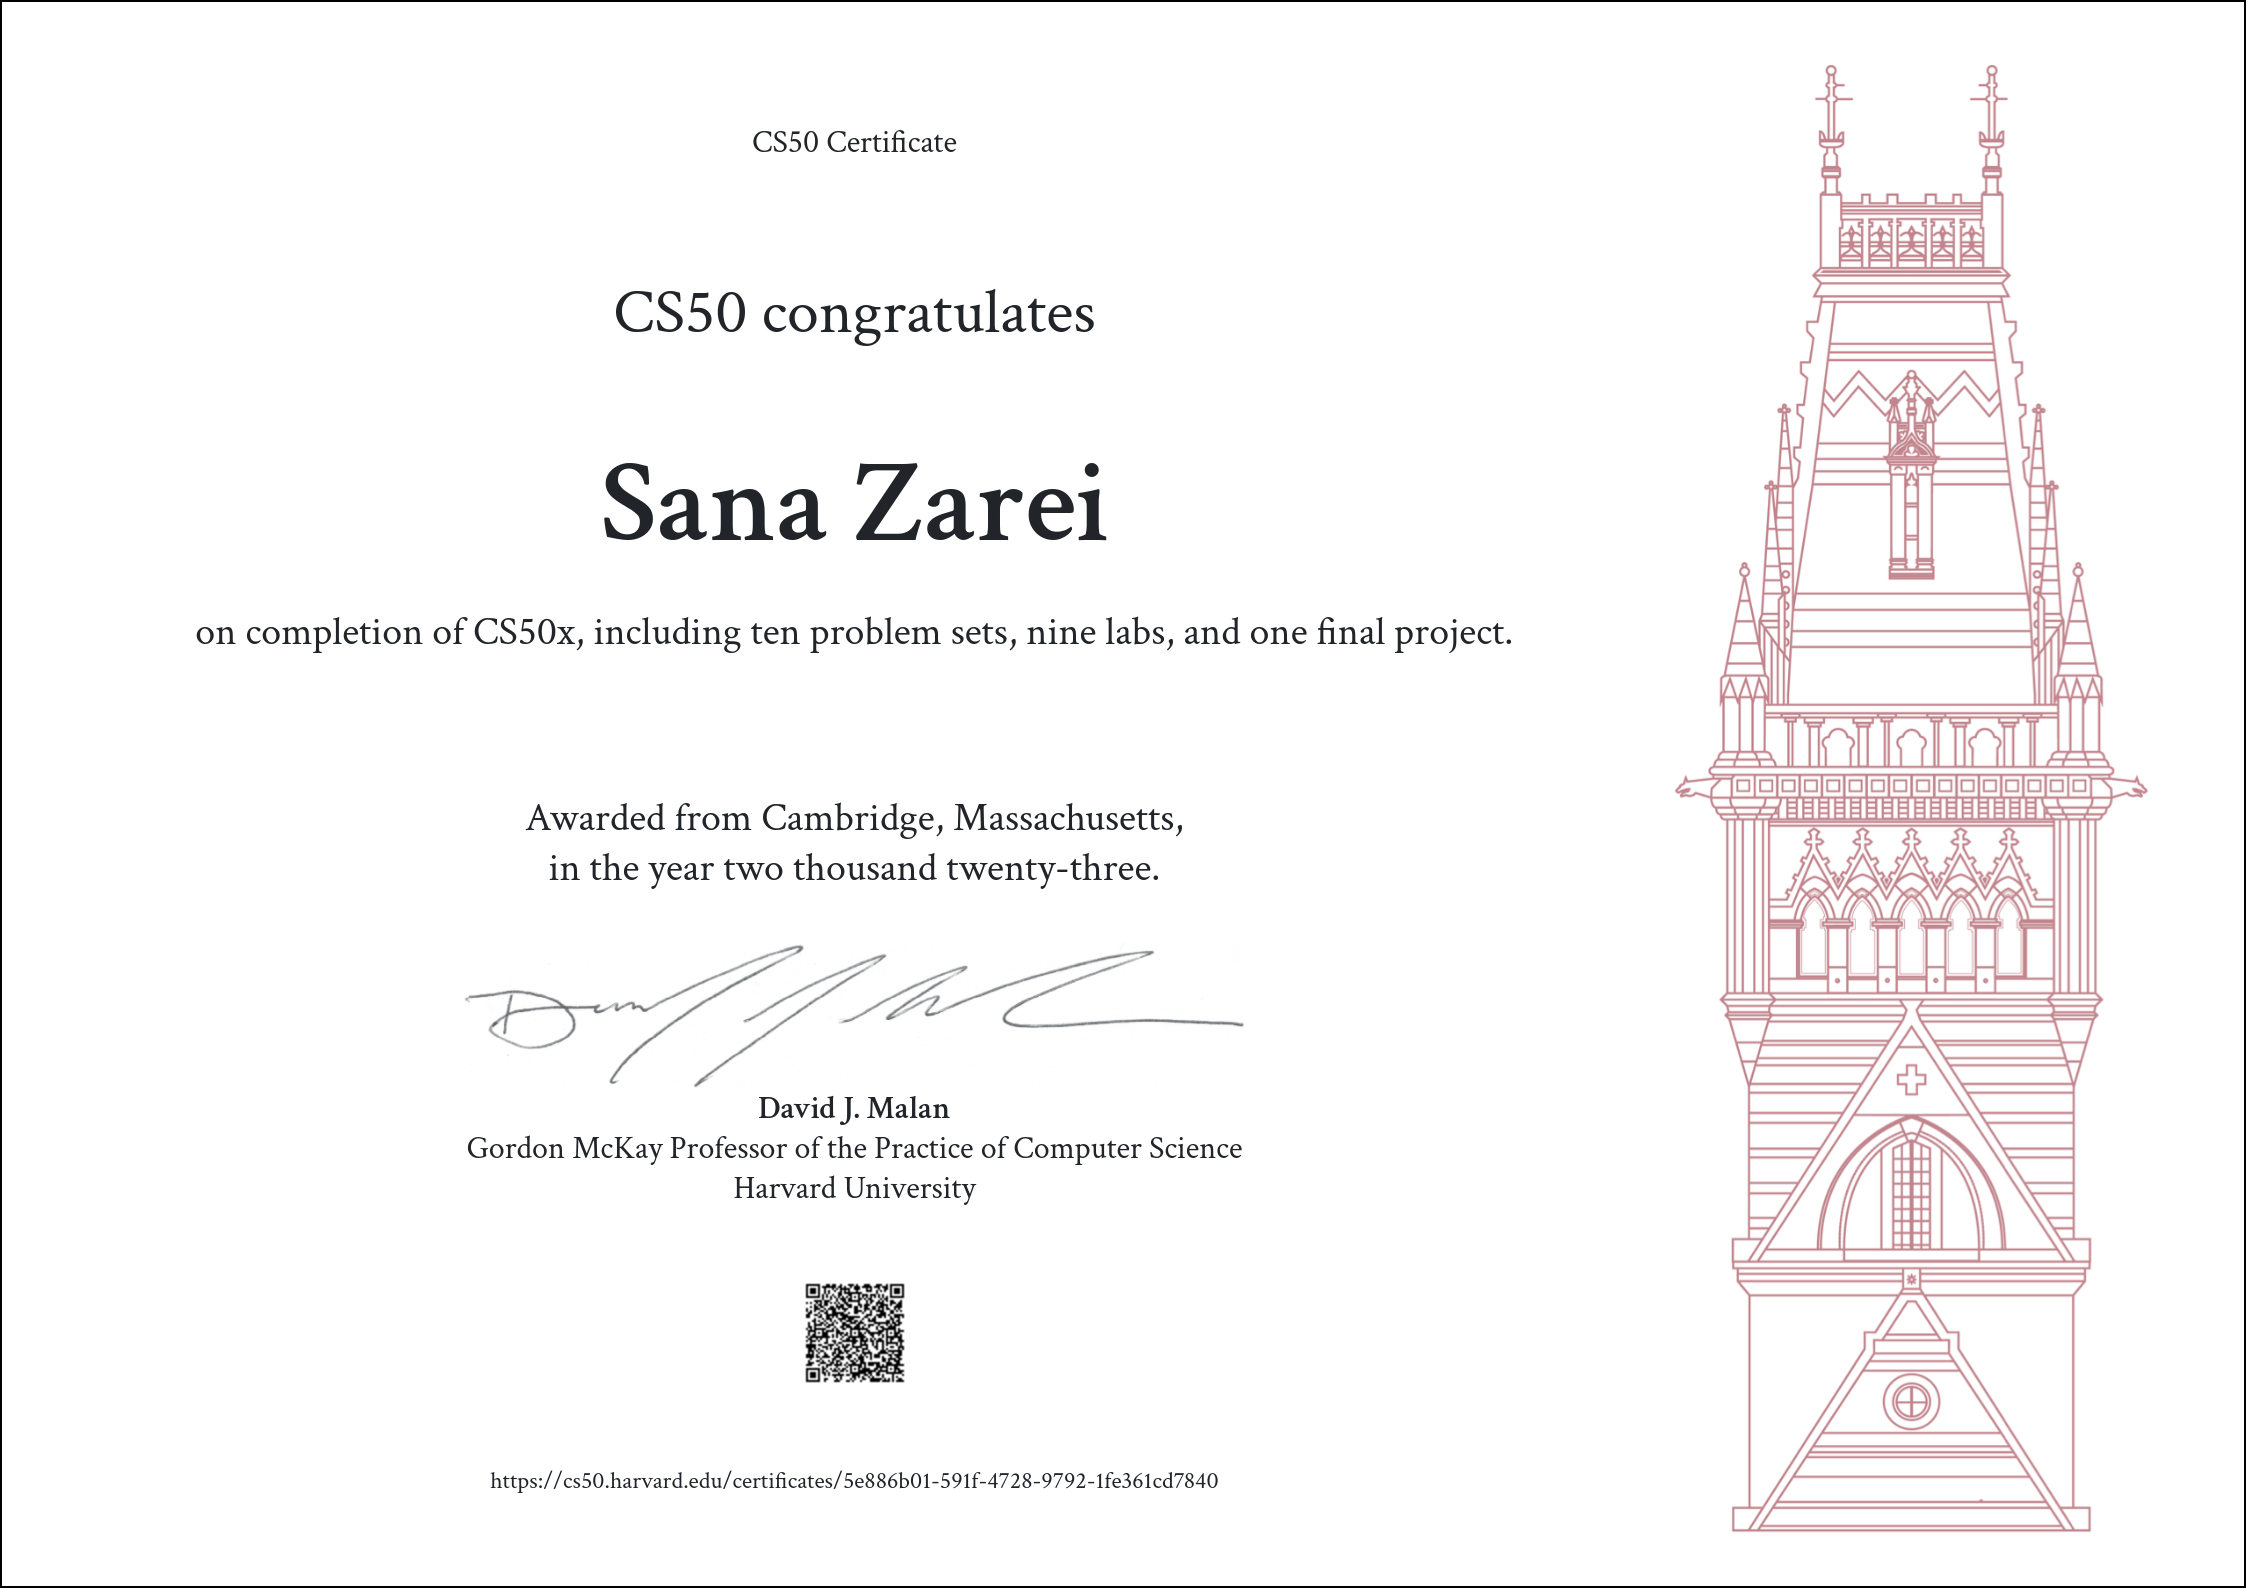 CS50 Certificate
CS50 congratulates
Sana Zarei
on completion of CS50x, including ten problem sets, nine labs, and one final project.
Awarded from Cambridge, Massachusetts,
in the year two thousand twenty-three.
David J. Malan
Gordon McKay Professor of the Practice of Computer Science
Harvard University
https://cs50.harvard.edu/certificates/5e886b01-591f-4728-9792-1fe361cd7840